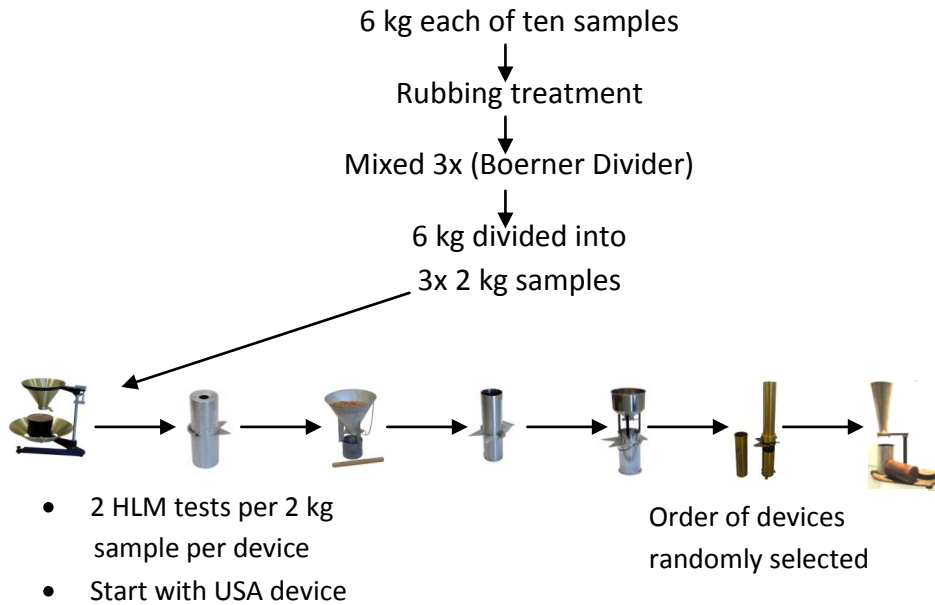 6 kg each of ten samples
Rubbing treatment
Mixed 3x (Boerner Divider)
6 kg divided into
3x 2 kg samples
• 2 HLM tests per 2 kg
sample per device
• Start with USA device
Order of devices
randomly selected